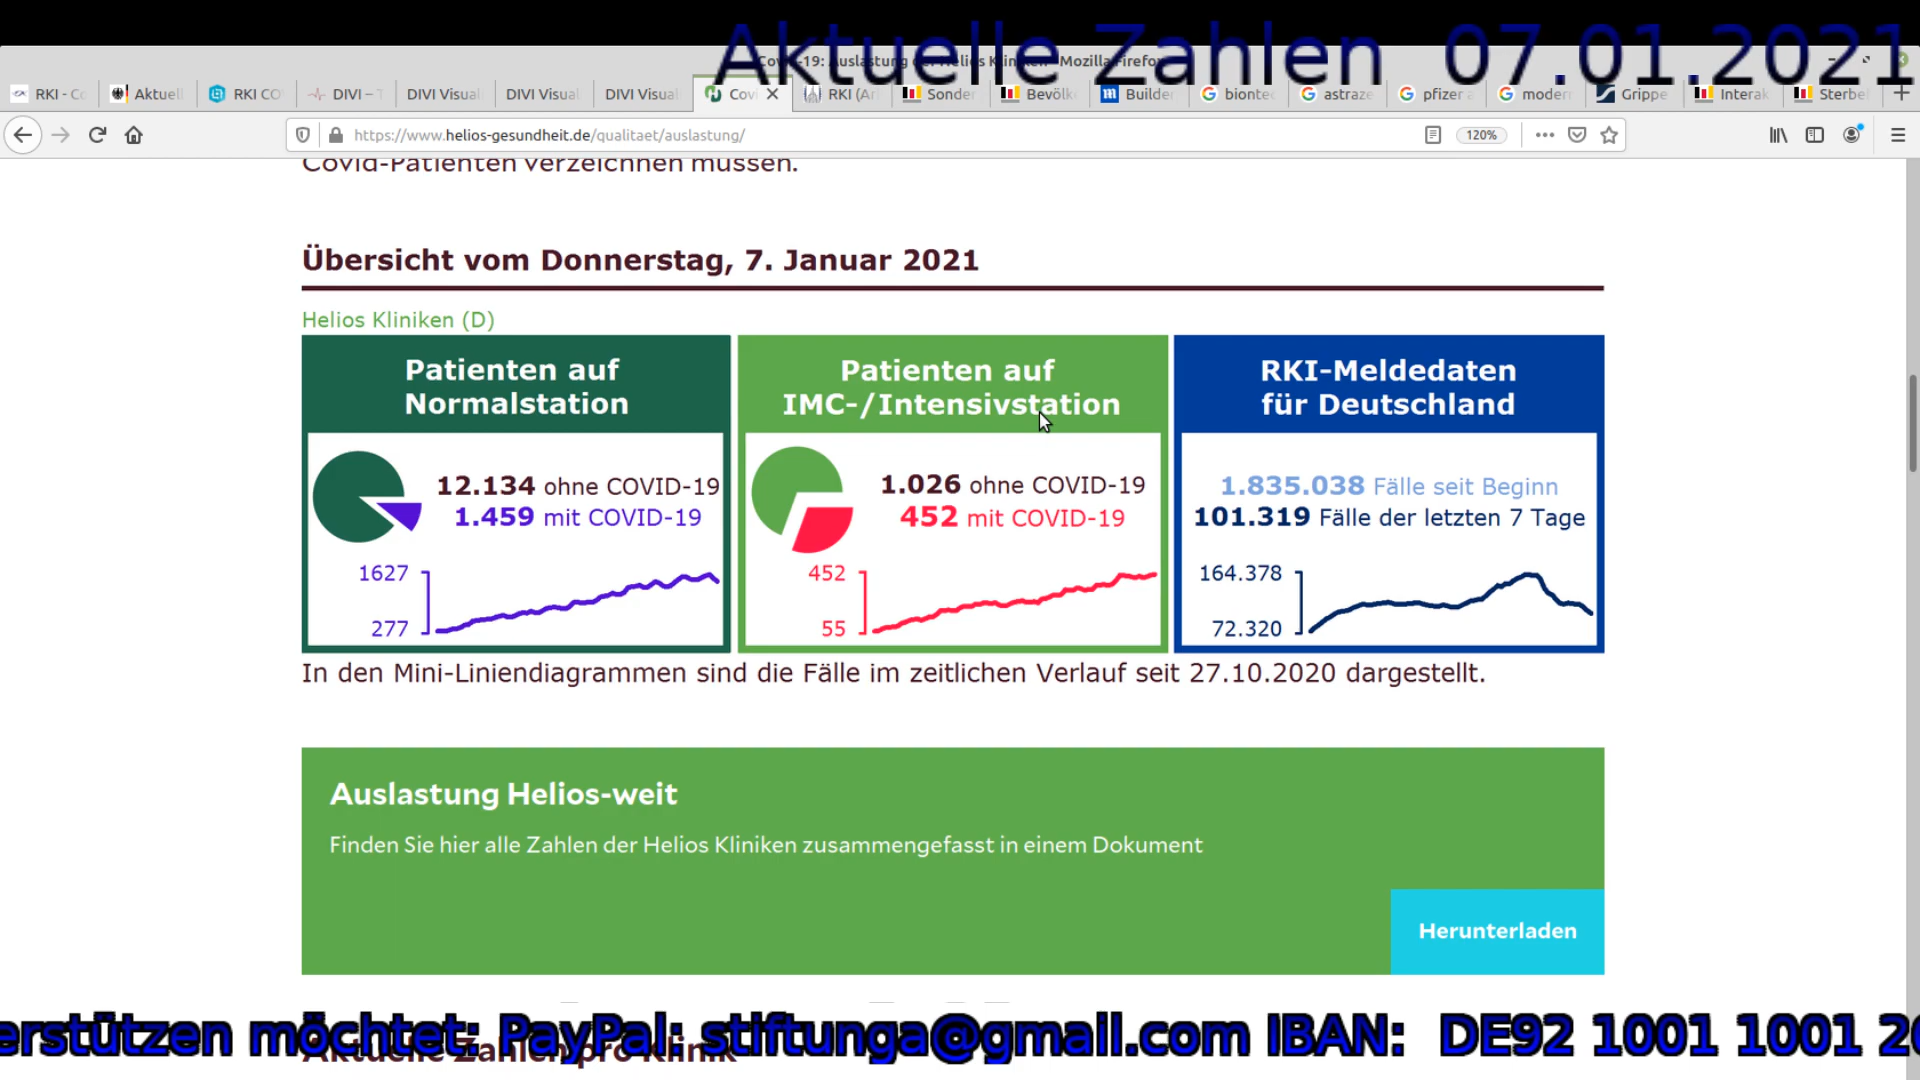 Aktuelle Zahlen 07.01.2021
RKI - Co
Aktuell
RKI CO
DIVI – T
DIVI Visual
DIVI Visual
DIVI Visual
Covi
RKI (Ar
Sonder
Bevölk
Builder
biontec
astraze
pfizer a
modern
Grippe
Interak
Sterbe
https://www.helios-gesundheit.de/qualitaet/auslastung/
120%
Covid-Patienten verzeichnen müssen.
Übersicht vom Donnerstag, 7. Januar 2021
Helios Kliniken (D)
Patienten auf
Normalstation
12.134 ohne COVID-19
1.459 mit COVID-19
1627
277
Patienten auf
IMC-/Intensivstation
1.026 ohne COVID-19
452 mit COVID-19
452
55
RKI-Meldedaten
für Deutschland
1.835.038 Fälle seit Beginn
101.319 Fälle der letzten 7 Tage
164.378
72.320
In den Mini-Liniendiagrammen sind die Fälle im zeitlichen Verlauf seit 27.10.2020 dargestellt.
Auslastung Helios-weit
Finden Sie hier alle Zahlen der Helios Kliniken zusammengefasst in einem Dokument
Herunterladen
erstützen möchtet: PayPal: stiftunga@gmail.com IBAN: DE92 1001 1001 26
Aktuelle Zahlen pro Klinik